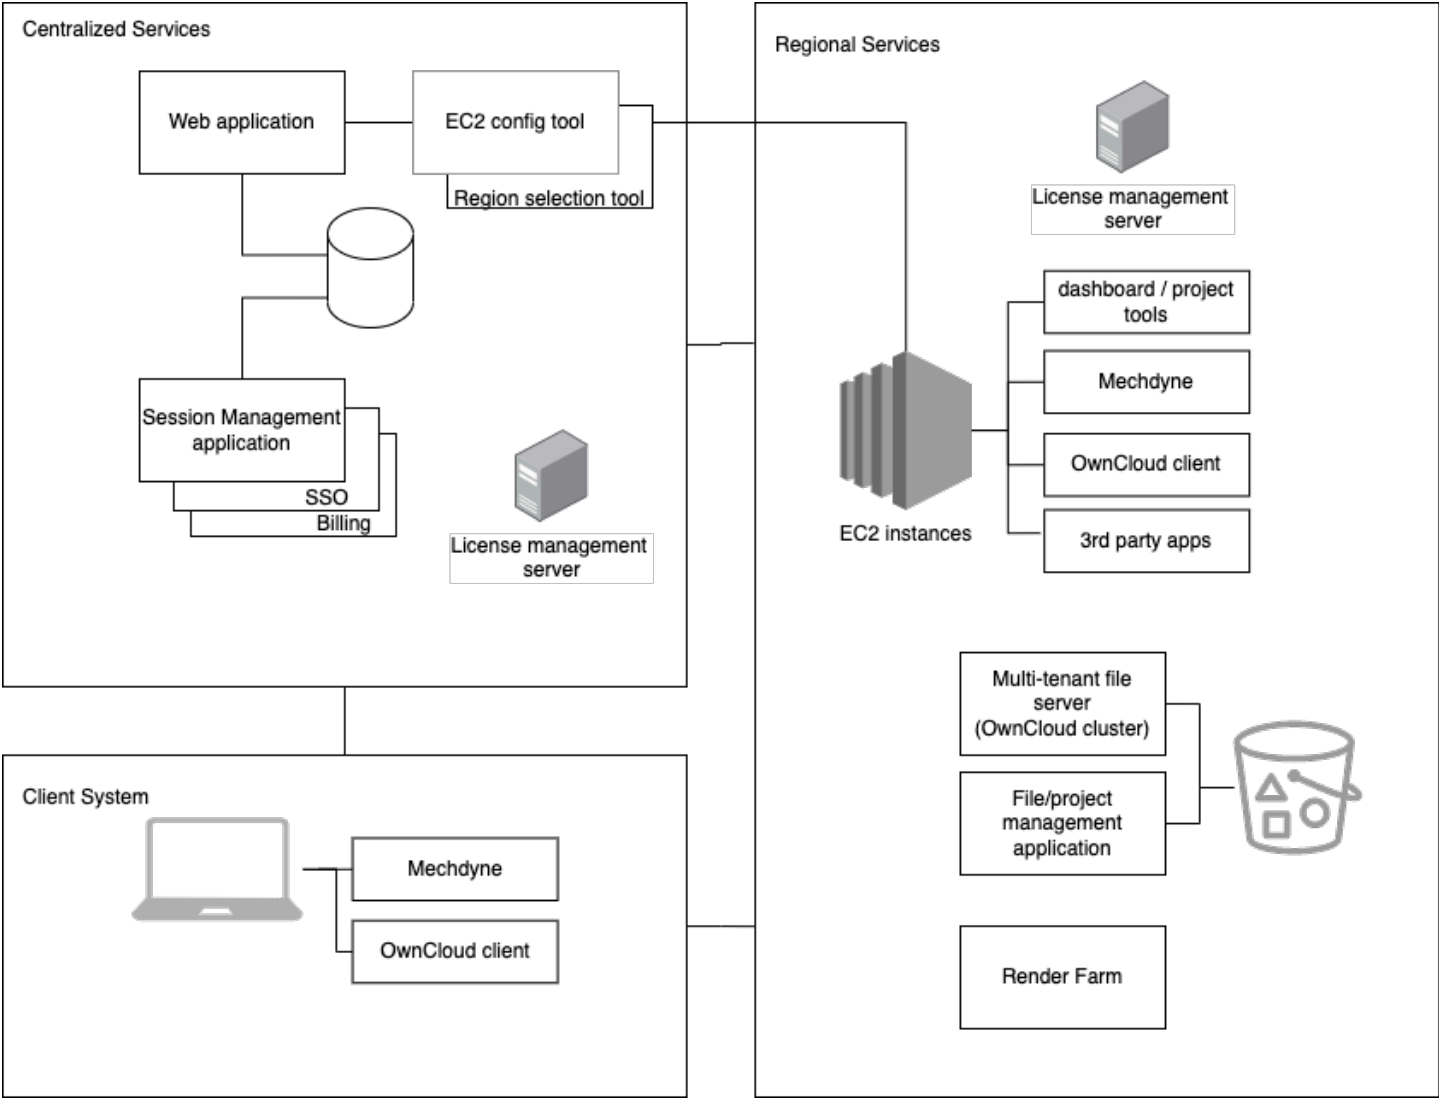 Centralized Services
Web application
EC2 config tool
Region selection tool
Session Management
application
SSO
Billing
License management
server
Regional Services
License management
server
dashboard / project
tools
Mechdyne
OwnCloud client
3rd party apps
EC2 instances
Multi-tenant file
server
(OwnCloud cluster)
File/project
management
application
Render Farm
Client System
Mechdyne
OwnCloud client